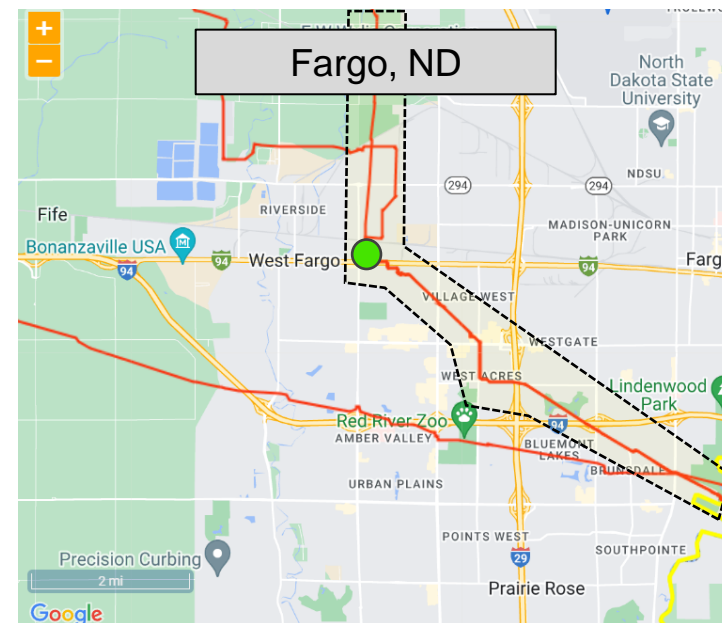 +
−
Fargo, ND
North
Dakota State
University
294
294
NDSU
Fife
RIVERSIDE
MADISON-UNICORN
PARK
Bonanzaville USA
94
94
West Fargo
94
Farg
VILLAGE WEST
WESTGATE
WEST ACRES
Lindenwood
Park
Red River Zoo
94
AMBER VALLEY
BLUEMONT
LAKES
BRUNSDALE
URBAN PLAINS
POINTS WEST
29
SOUTHPOINTE
Precision Curbing
2 mi
Prairie Rose
Google